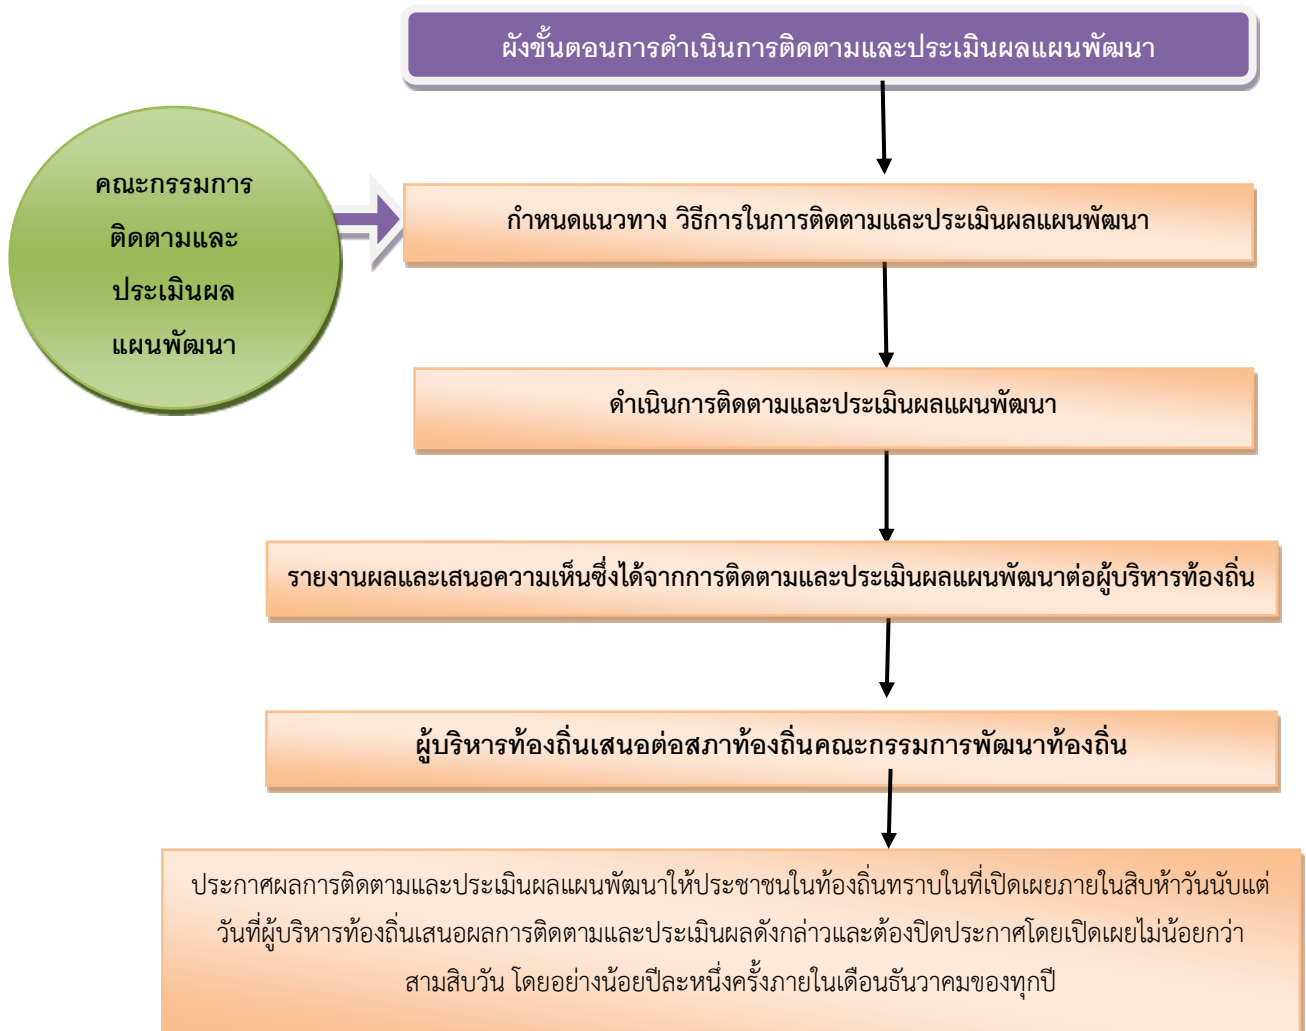 ผังขั้นตอนการดำเนินการติดตามและประเมินผลแผนพัฒนา
คณะกรรมการ
ติดตามและ
ประเมินผล
แผนพัฒนา
กำหนดแนวทาง วิธีการในการติดตามและประเมินผลแผนพัฒนา
ดำเนินการติดตามและประเมินผลแผนพัฒนา
รายงานผลและเสนอความเห็นซึ่งได้จากการติดตามและประเมินผลแผนพัฒนาต่อผู้บริหารท้องถิ่น
ผู้บริหารท้องถิ่นเสนอต่อสภาท้องถิ่นคณะกรรมการพัฒนาท้องถิ่น
ประกาศผลการติดตามและประเมินผลแผนพัฒนาให้ประชาชนในท้องถิ่นทราบในที่เปิดเผยภายในสิบห้าวันนับแต่
วันที่ผู้บริหารท้องถิ่นเสนอผลการติดตามและประเมินผลดังกล่าวและต้องปิดประกาศโดยเปิดเผยไม่น้อยกว่า
สามสิบวัน โดยอย่างน้อยปีละหนึ่งครั้งภายในเดือนธันวาคมของทุกปี